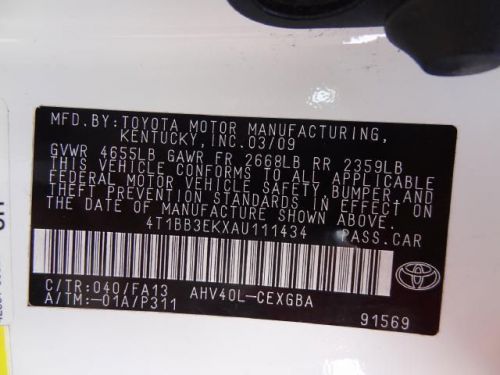 MFD.BY:TOYOTA MOTOR MANUFACTURING,
KENTUCKY, INC.03/09
GVWR 4655LB GAWR FR 2668LB RR 2359LB
THIS VEHICLE CONFORMS TO ALL APPLICABLE
FEDERAL MOTOR VEHICLE SAFETY, BUMPER,AND
THEFT PREVENTION STANDARDS IN EFFECT ON
THE DATE OF MANUFACTURE SHOWN ABOVE.
4T1BB3EKXAU111434 PASS.CAR
C/TR:040/FA13 AHV40L-CEXGBA
A/TM:-01A/P311
TOYOTA
91569